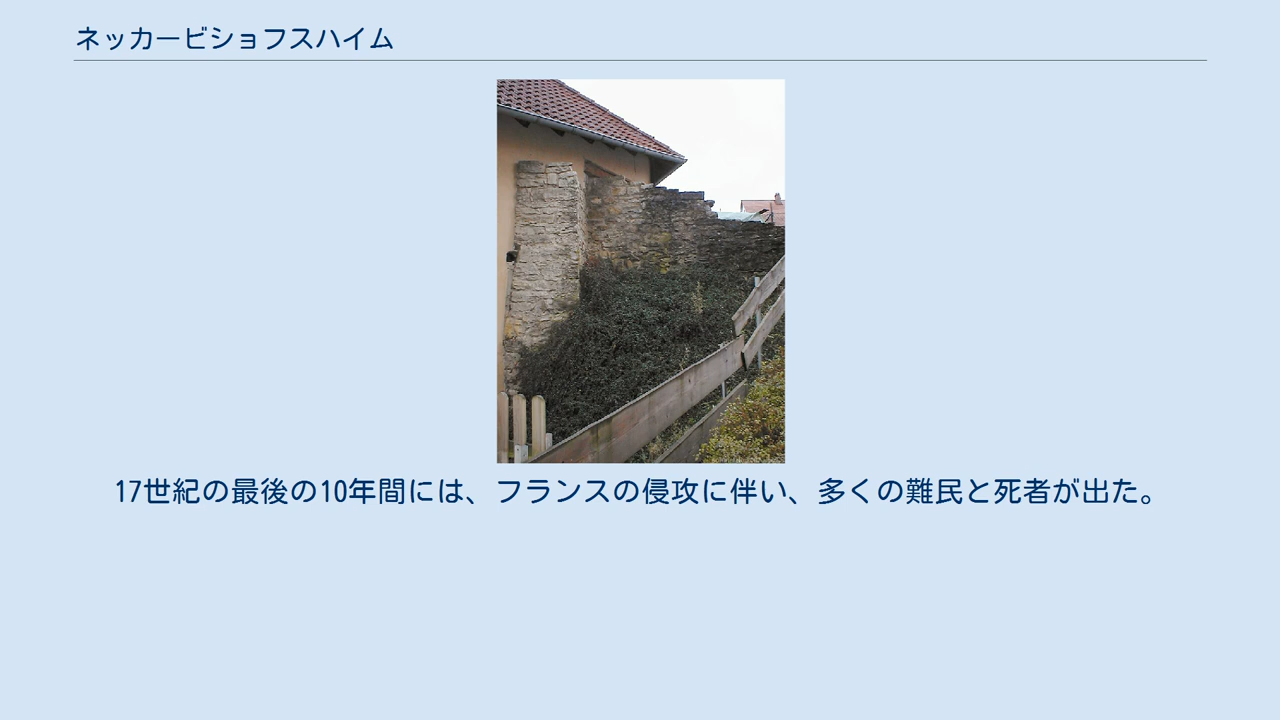 ネッカービショフスハイム
17世紀の最後の10年間には、フランスの侵攻に伴い、多くの難民と死者が出た。